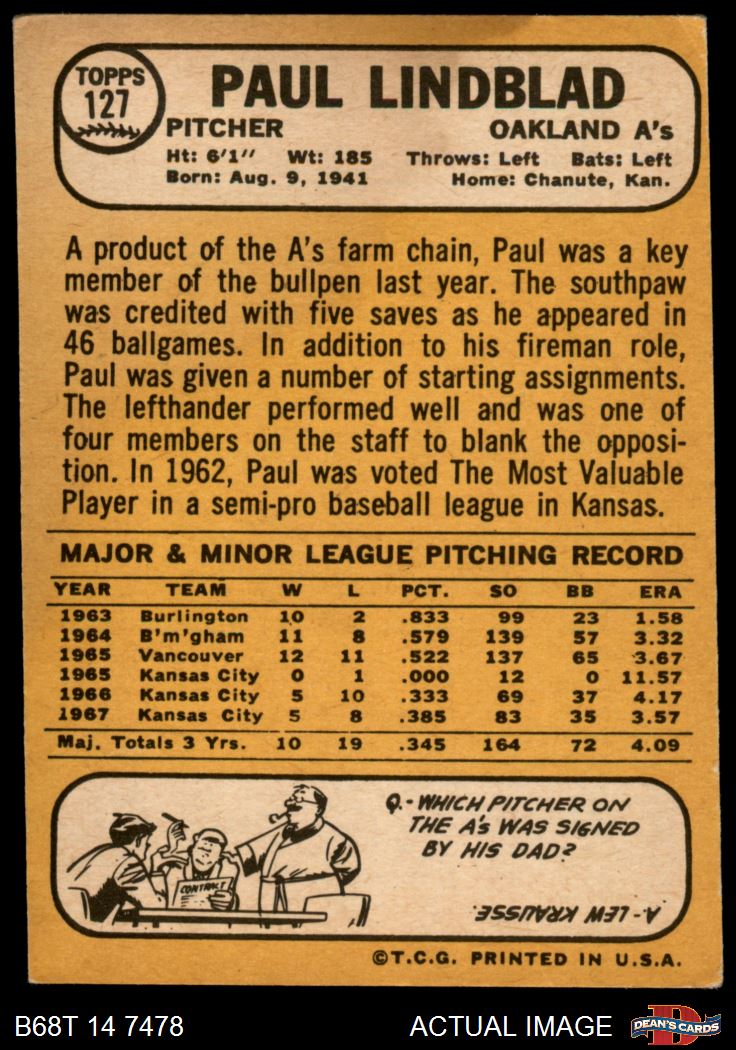 TOPPS
127
PAUL LINDBLAD
PITCHER OAKLAND A's
Ht: 6'1" Wt: 185 Throws: Left Bats: Left
Born: Aug. 9, 1941 Home: Chanute, Kan.
A product of the A's farm chain, Paul was a key
member of the bullpen last year. The southpaw
was credited with five saves as he appeared in
46 ballgames. In addition to his fireman role,
Paul was given a number of starting assignments.
The lefthander performed well and was one of
four members on the staff to blank the opposi-
tion. In 1962, Paul was voted The Most Valuable
Player in a semi-pro baseball league in Kansas.
MAJOR & MINOR LEAGUE PITCHING RECORD
YEAR TEAM W L PCT. SO BB ERA
1963 Burlington 10 2 .833 99 23 1.58
1964 B'm'gham 11 8 .579 139 57 3.32
1965 Vancouver 12 11 .522 137 65 3.67
1965 Kansas City 0 1 .000 12 0 11.57
1966 Kansas City 5 10 .333 69 37 4.17
1967 Kansas City 5 8 .385 83 35 3.57
Maj. Totals 3 Yrs. 10 19 .345 164 72 4.09
CONTRACT
Q.-WHICH PITCHER ON
THE A's WAS SIGNED
BY HIS DAD?
A-LEW KRAUSSE.
©T.C.G. PRINTED IN U.S.A.
B68T 14 7478 ACTUAL IMAGE DEAN'S CARDS